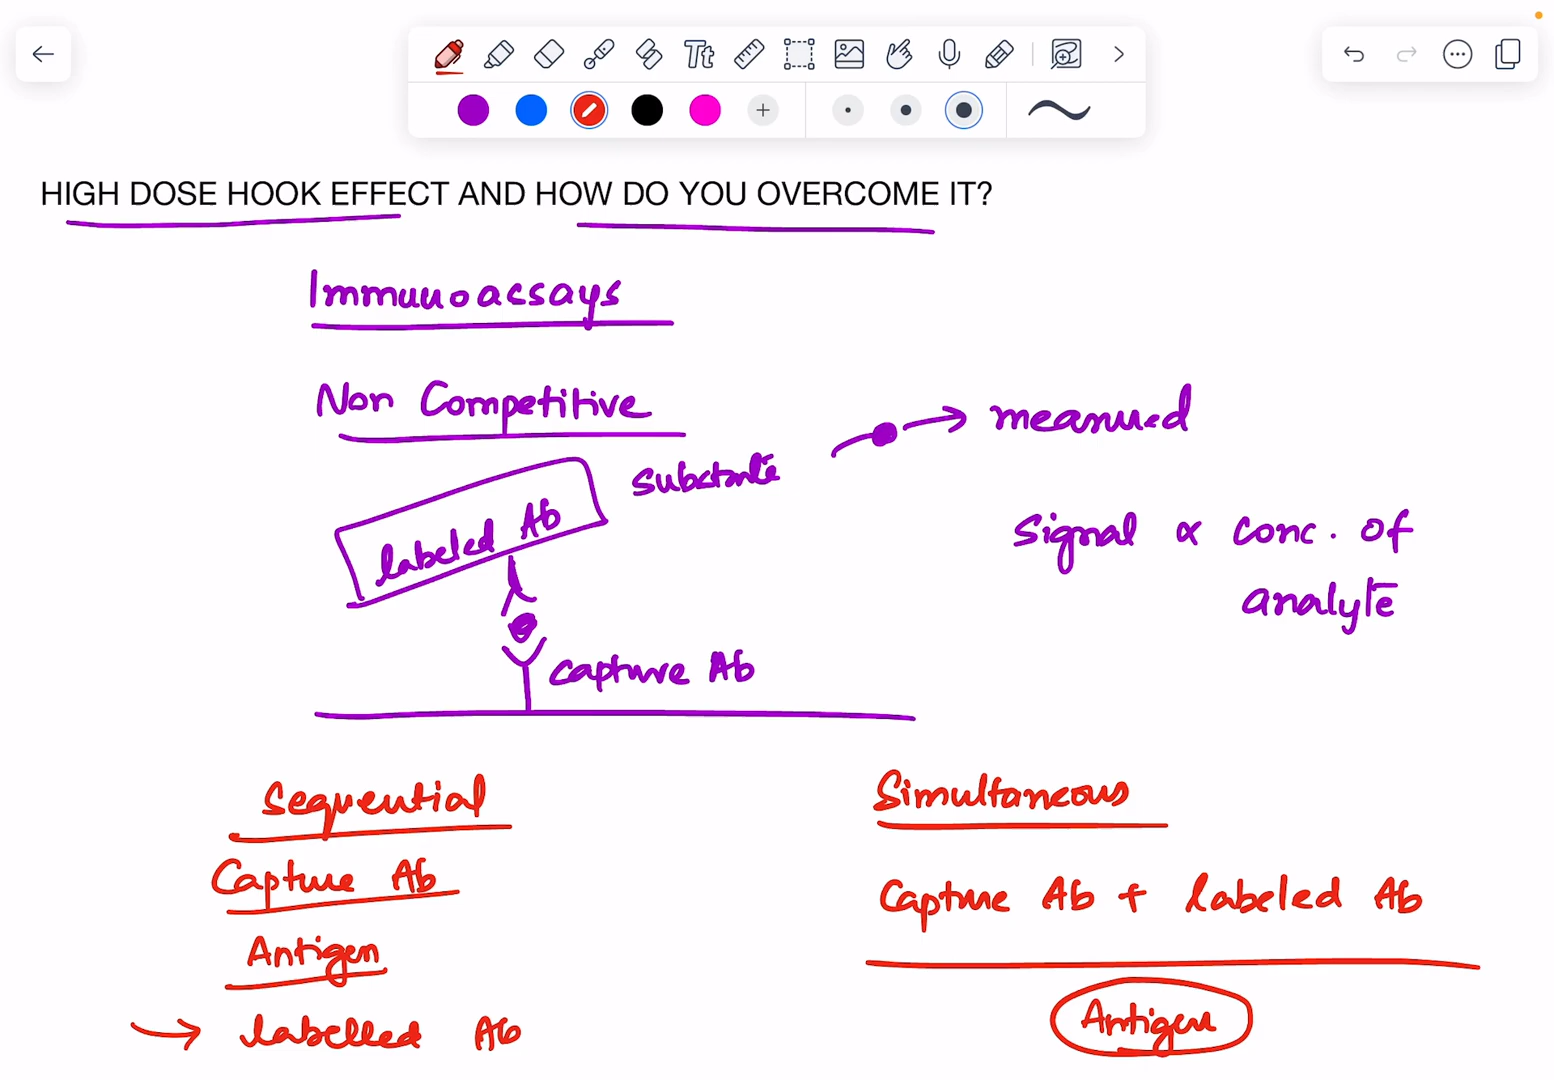 Tt
HIGH DOSE HOOK EFFECT AND HOW DO YOU OVERCOME IT?
Immunoassays
Non Competitive
measured
Substrate
labeled Ab
Signal ∝ conc. of
analyte
capture Ab
Sequential
Capture Ab
Antigen
→ labelled Ab
Simultaneous
Capture Ab + labeled Ab
Antigen